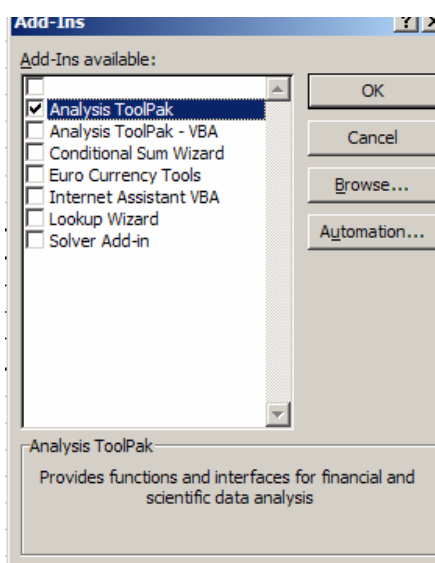 Add-Ins
Add-Ins available:
Analysis ToolPak
Analysis ToolPak - VBA
Conditional Sum Wizard
Euro Currency Tools
Internet Assistant VBA
Lookup Wizard
Solver Add-in
OK
Cancel
Browse...
Automation...
Analysis ToolPak
Provides functions and interfaces for financial and
scientific data analysis